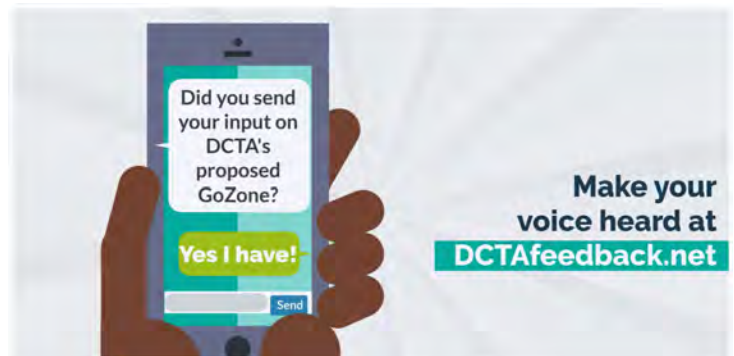 Did you send
your input on
DCTA's
proposed
GoZone?
Yes I have!
Send
Make your
voice heard at
DCTAfeedback.net